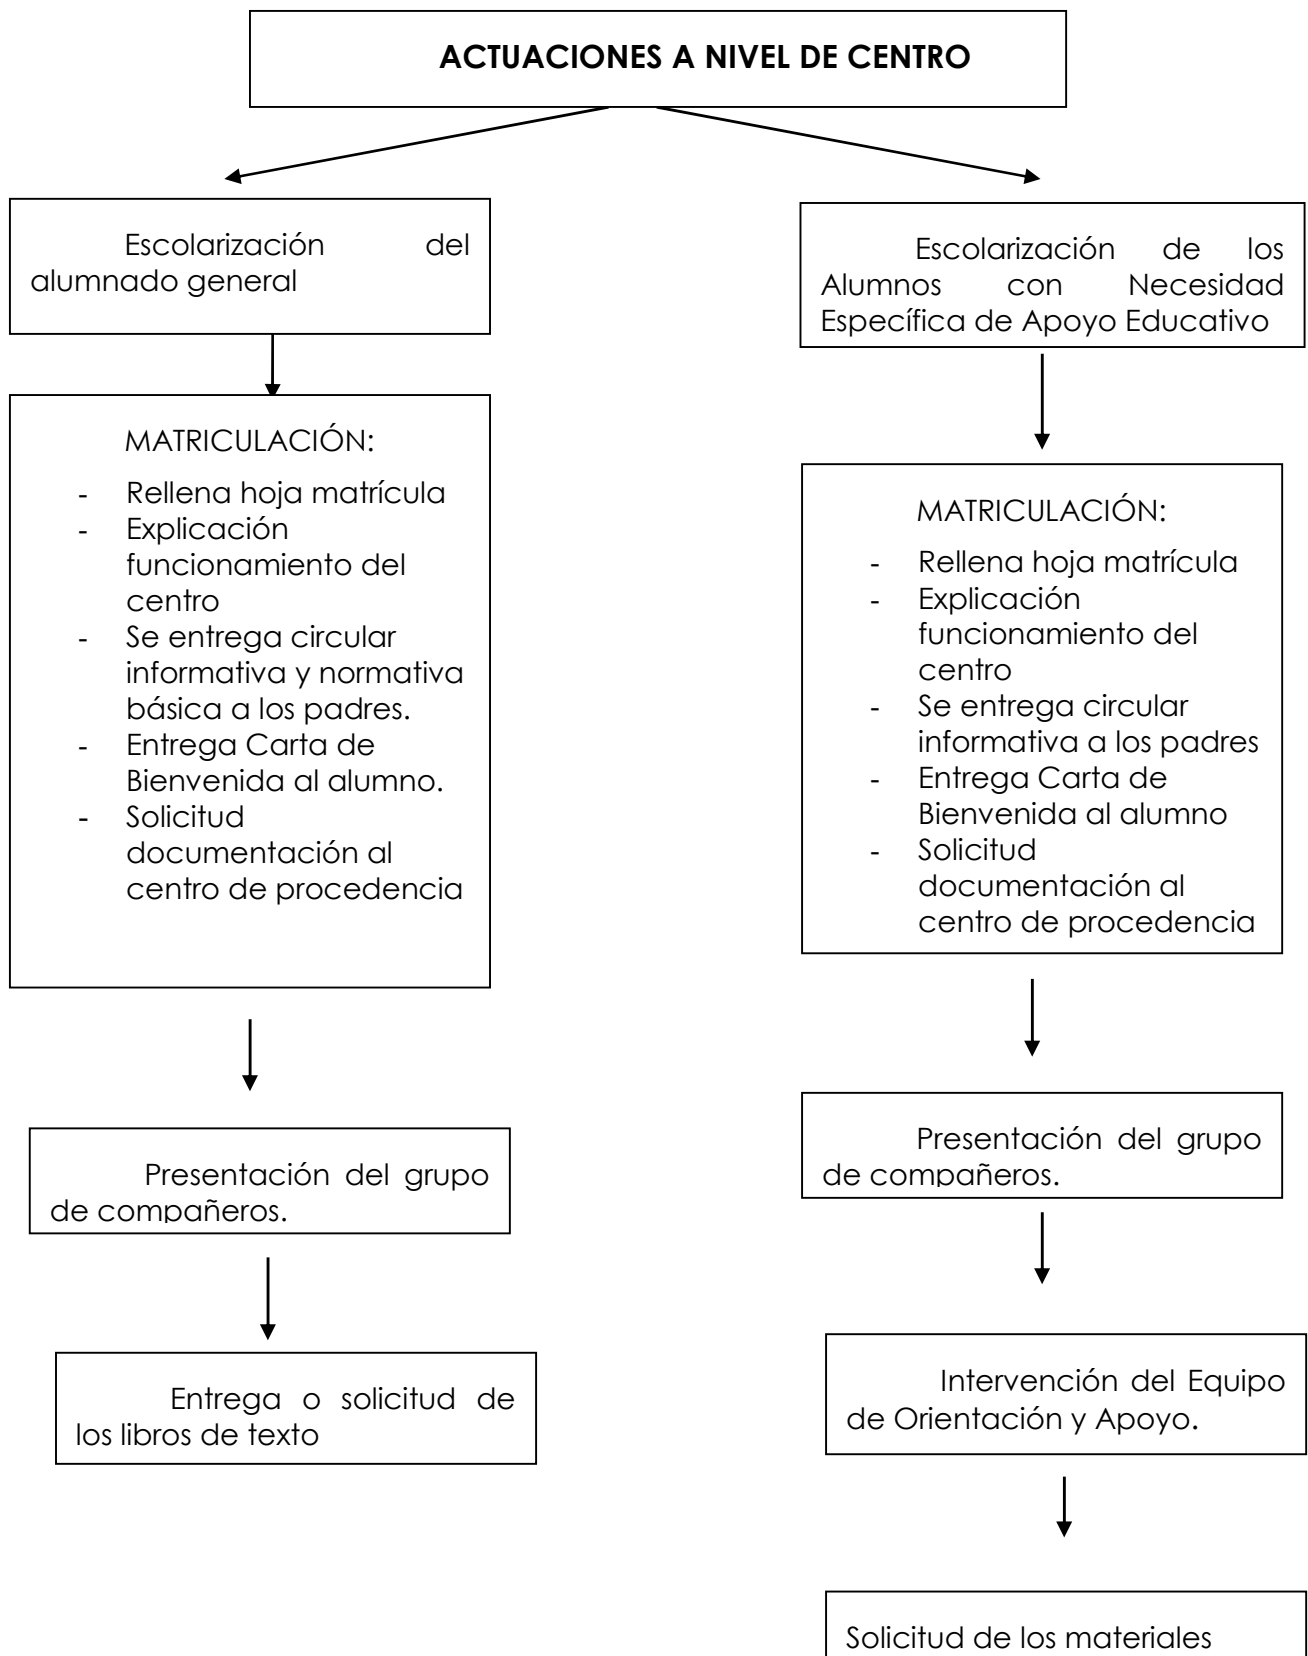 ACTUACIONES A NIVEL DE CENTRO
Escolarización del
alumnado general
MATRICULACIÓN:
- Rellena hoja matrícula
- Explicación
funcionamiento del
centro
- Se entrega circular
informativa y normativa
básica a los padres.
- Entrega Carta de
Bienvenida al alumno.
- Solicitud
documentación al
centro de procedencia
Presentación del grupo
de compañeros.
Entrega o solicitud de
los libros de texto
Escolarización de los
Alumnos con Necesidad
Específica de Apoyo Educativo
MATRICULACIÓN:
- Rellena hoja matrícula
- Explicación
funcionamiento del
centro
- Se entrega circular
informativa a los padres
- Entrega Carta de
Bienvenida al alumno
- Solicitud
documentación al
centro de procedencia
Presentación del grupo
de compañeros.
Intervención del Equipo
de Orientación y Apoyo.
Solicitud de los materiales